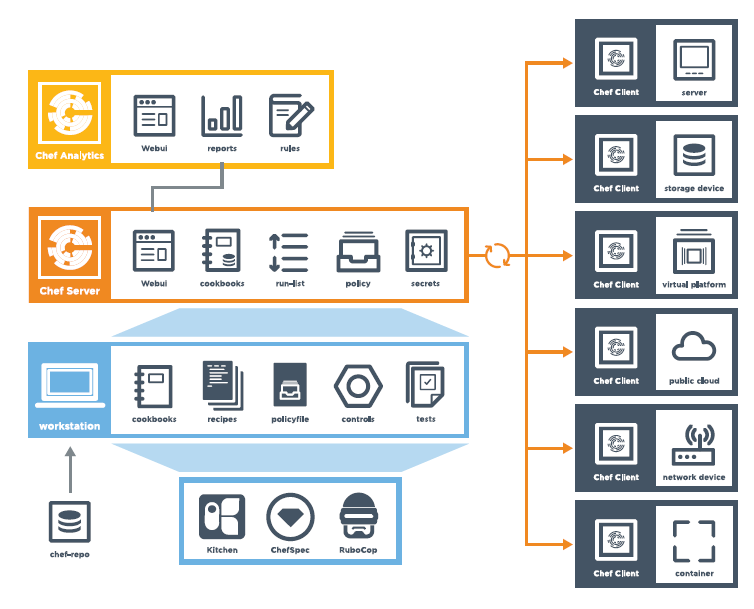 Chef Analytics
Webui
reports
rules
Chef Server
Webui
cookbooks
run-list
policy
secrets
workstation
cookbooks
recipes
policyfile
controls
tests
chef-repo
Kitchen
ChefSpec
RuboCop
Chef Client
server
Chef Client
storage device
Chef Client
virtual platform
Chef Client
public cloud
Chef Client
network device
Chef Client
container